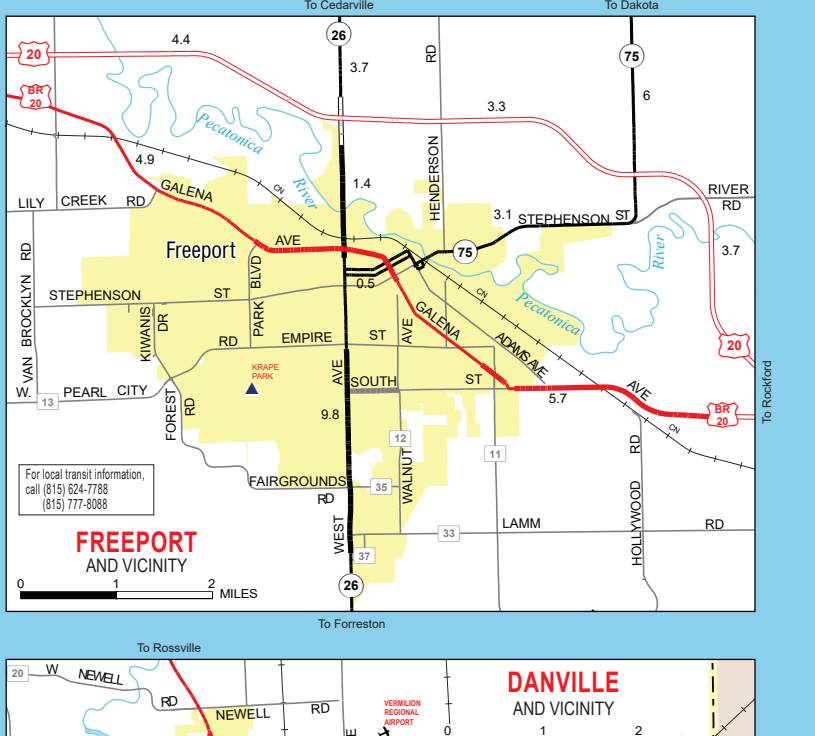 To Cedarville
To Dakota
26
20
4.4
75
3.7
RD
BR
20
6
3.3
Pecatonica
4.9
CN
1.4
HENDERSON
GALENA
River
LILY CREEK RD
RIVER
RD
3.1
STEPHENSON ST
AVE
Freeport
75
River
3.7
RD
BLVD
0.5
CN
STEPHENSON ST
Pecatonica
VAN BROCKLYN
KIWANIS
DR
PARK
AVE
GALENA
RD EMPIRE ST
ADAMS AVE
20
KRAPE
PARK
AVE
SOUTH ST
W.
13
PEARL CITY
5.7
AVE
BR
20
To Rockford
FOREST
RD
9.8
12
CN
RD
11
For local transit information,
call (815) 624-7788
(815) 777-8088
FAIRGROUNDS
RD
35
WALNUT
HOLLYWOOD
WEST
LAMM RD
33
FREEPORT
AND VICINITY
37
0 1 2
MILES
26
To Forreston
To Rossville
20
W NEWELL
RD
NEWELL RD
VERMILION
REGIONAL
AIRPORT
E
DANVILLE
AND VICINITY
0 1 2